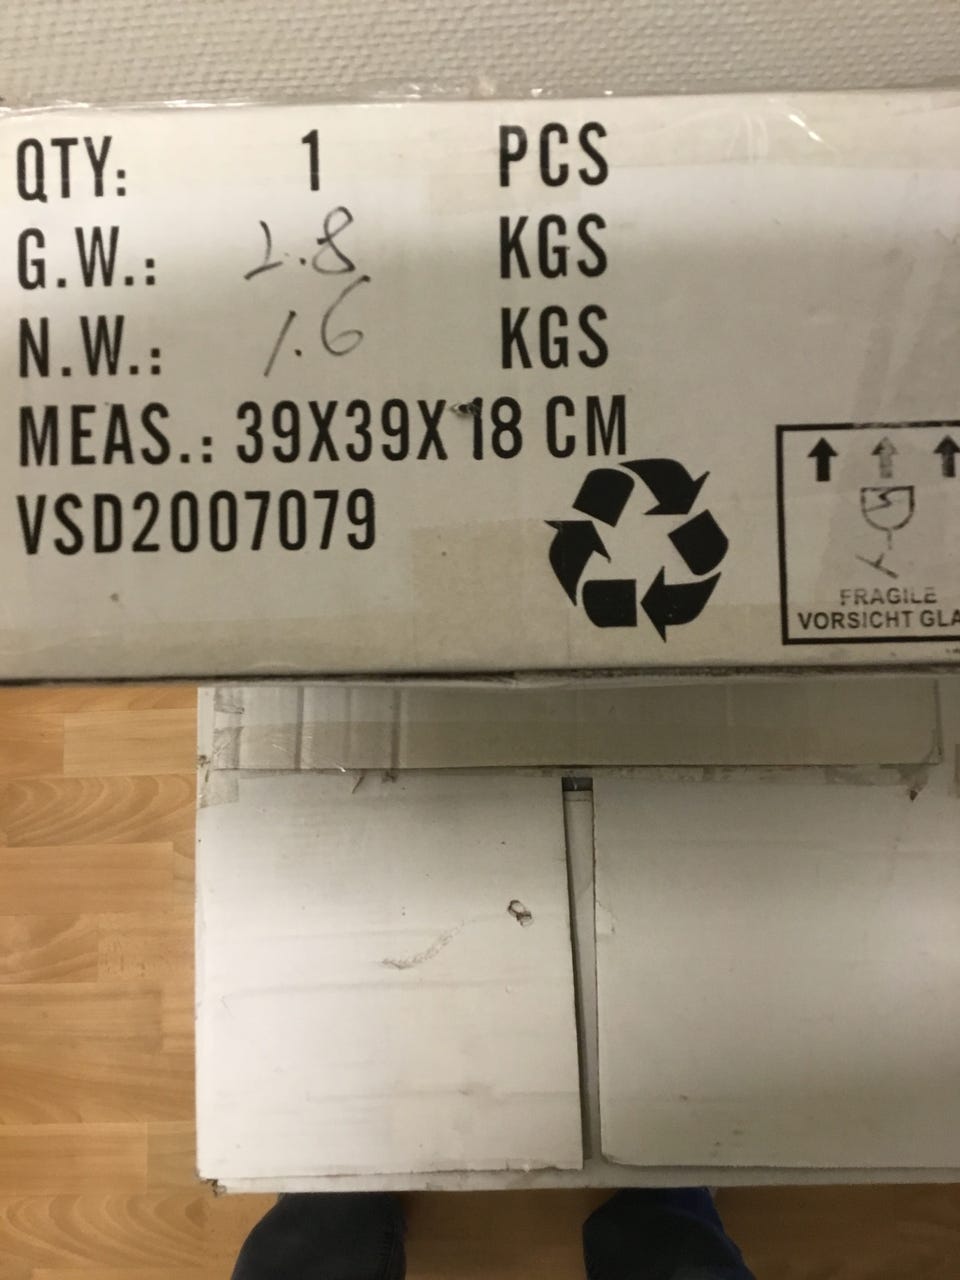 QTY: 1 PCS
G.W.: 2.8 KGS
N.W.: 1.6 KGS
MEAS.: 39X39X18 CM
VSD2007079
FRAGILE
VORSICHT GLA